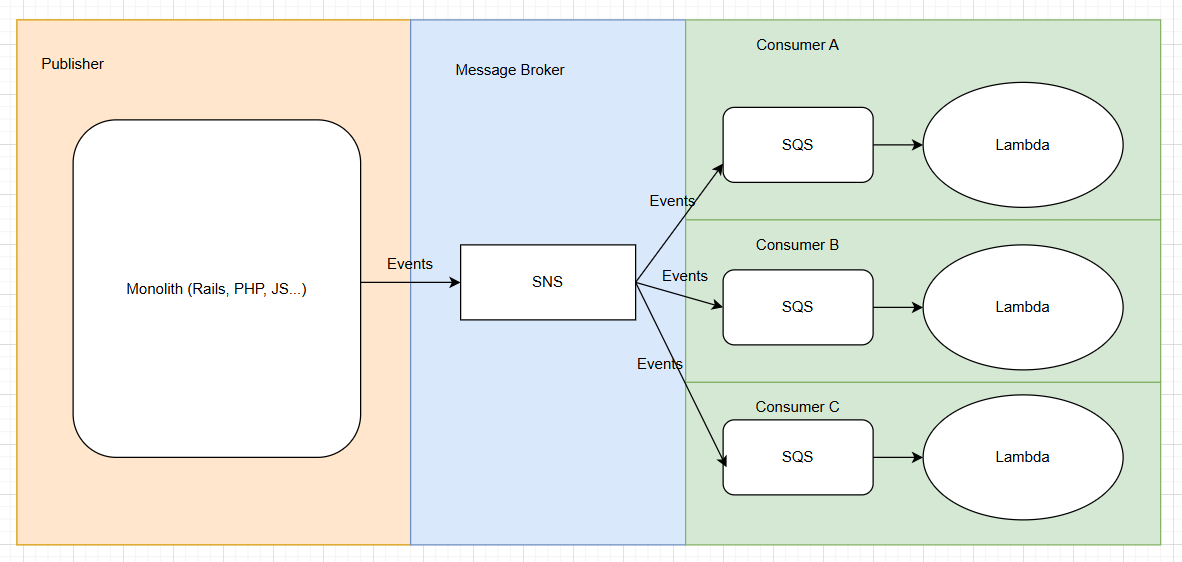 Publisher
Message Broker
Consumer A
Monolith (Rails, PHP, JS...)
Events
SNS
Events
SQS
Lambda
Events
Consumer B
SQS
Lambda
Events
Consumer C
SQS
Lambda